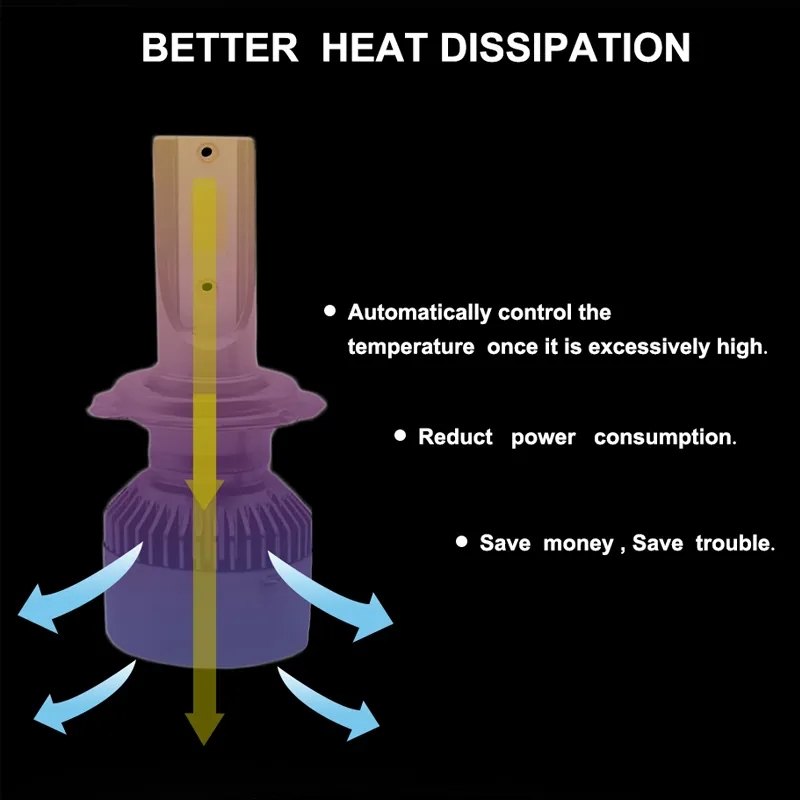 BETTER HEAT DISSIPATION
● Automatically control the
temperature once it is excessively high.
● Reduct power consumption.
● Save money , Save trouble.